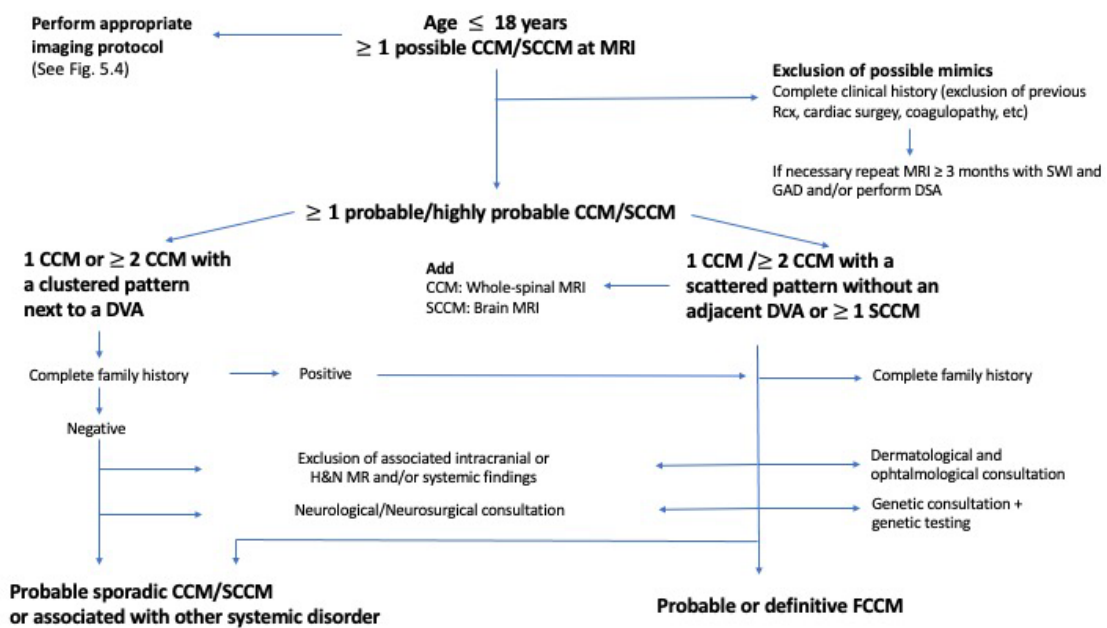 Perform appropriate
imaging protocol
(See Fig. 5.4)
Age ≤ 18 years
≥ 1 possible CCM/SCCM at MRI
Exclusion of possible mimics
Complete clinical history (exclusion of previous
Rcx, cardiac surgey, coagulopathy, etc)
If necessary repeat MRI ≥ 3 months with SWI and
GAD and/or perform DSA
≥ 1 probable/highly probable CCM/SCCM
1 CCM or ≥ 2 CCM with
a clustered pattern
next to a DVA
Add
CCM: Whole-spinal MRI
SCCM: Brain MRI
1 CCM /≥ 2 CCM with a
scattered pattern without an
adjacent DVA or ≥ 1 SCCM
Complete family history
Positive
Complete family history
Negative
Exclusion of associated intracranial or
H&N MR and/or systemic findings
Dermatological and
ophtalmological consultation
Neurological/Neurosurgical consultation
Genetic consultation +
genetic testing
Probable sporadic CCM/SCCM
or associated with other systemic disorder
Probable or definitive FCCM